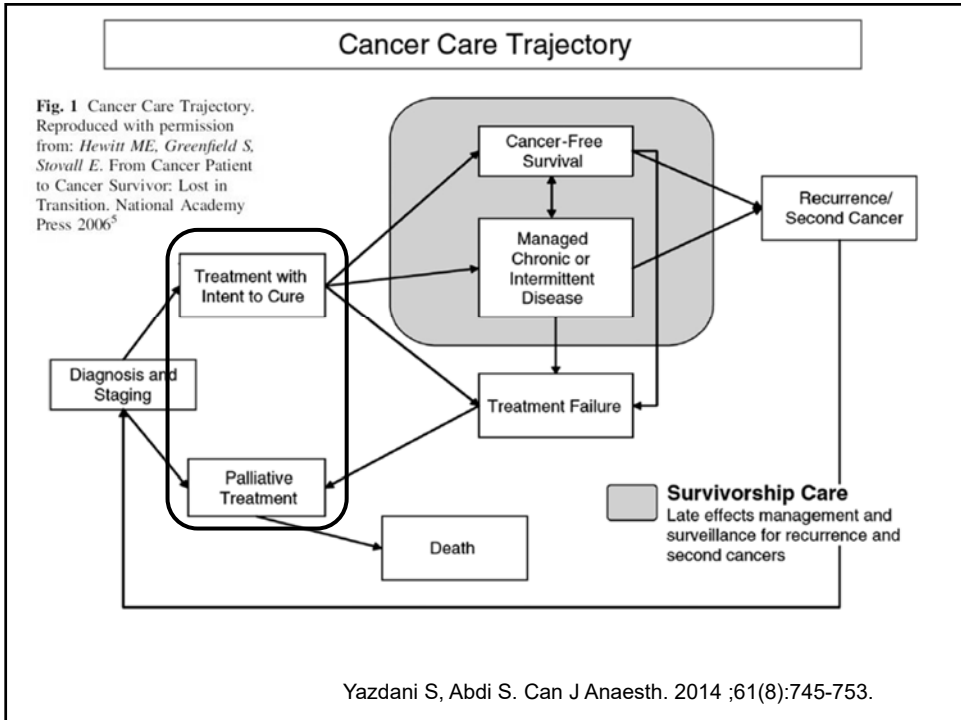 Cancer Care Trajectory
Fig. 1 Cancer Care Trajectory.
Reproduced with permission
from: Hewitt ME, Greenfield S,
Stovall E. From Cancer Patient
to Cancer Survivor: Lost in
Transition. National Academy
Press 2006⁵
Cancer-Free
Survival
Recurrence/
Second Cancer
Managed
Chronic or
Intermittent
Disease
Treatment with
Intent to Cure
Diagnosis and
Staging
Treatment Failure
Palliative
Treatment
Death
Survivorship Care
Late effects management and
surveillance for recurrence and
second cancers
Yazdani S, Abdi S. Can J Anaesth. 2014 ;61(8):745-753.